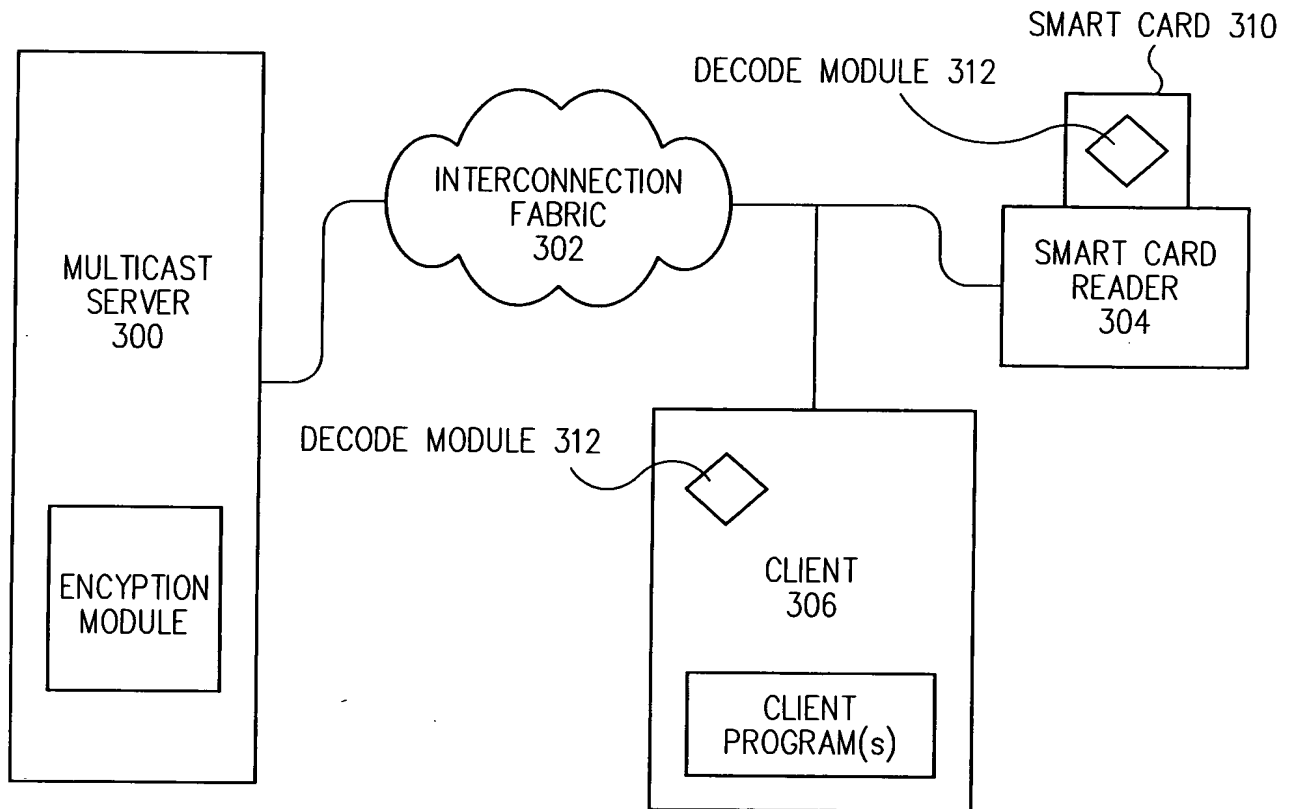 SMART CARD 310
DECODE MODULE 312
INTERCONNECTION
FABRIC
302
MULTICAST
SERVER
300
SMART CARD
READER
304
DECODE MODULE 312
ENCYPTION
MODULE
CLIENT
306
CLIENT
PROGRAM(s)